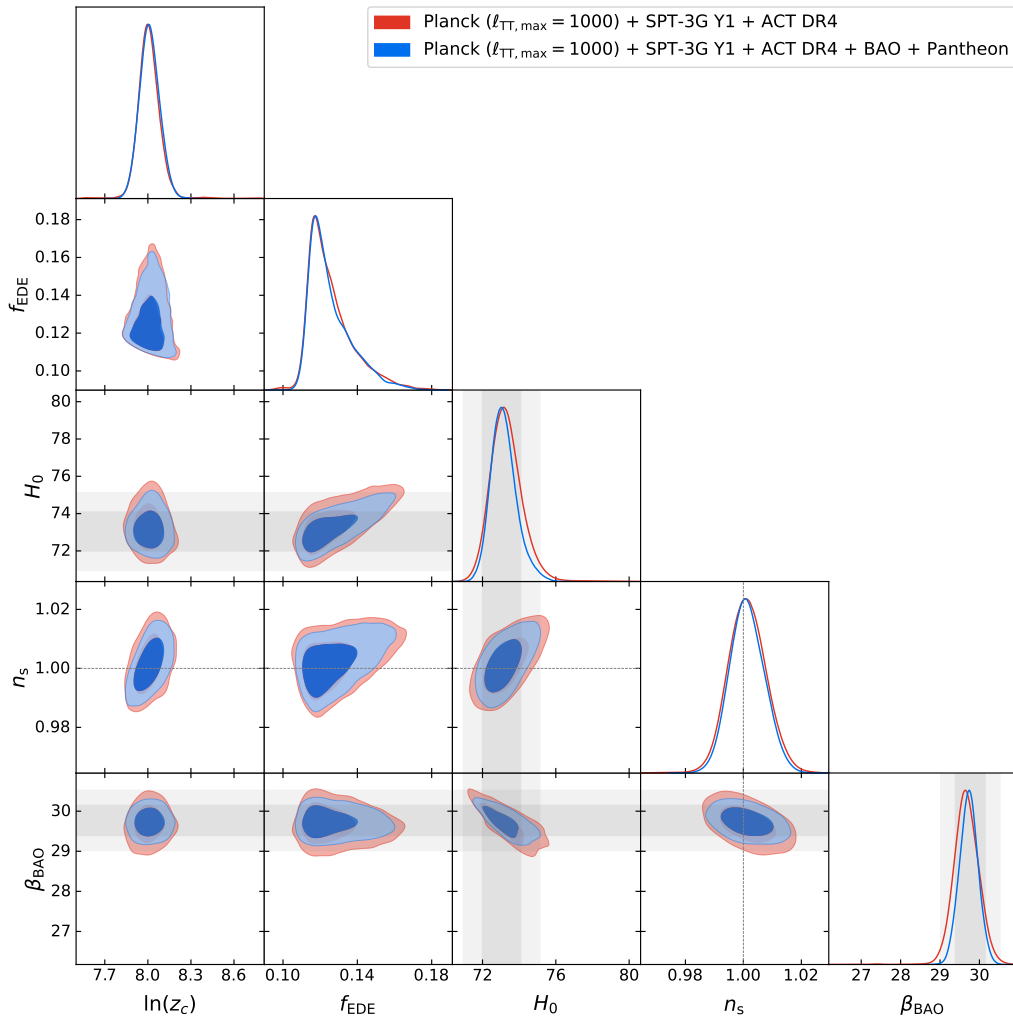 Planck (ℓTT, max = 1000) + SPT-3G Y1 + ACT DR4
Planck (ℓTT, max = 1000) + SPT-3G Y1 + ACT DR4 + BAO + Pantheon
fEDE
0.18
0.16
0.14
0.12
0.10
H0
80
78
76
74
72
ns
1.02
1.00
0.98
βBAO
30
29
28
27
7.7 8.0 8.3 8.6
0.10 0.14 0.18
72 76 80
0.98 1.00 1.02
27 28 29 30
ln(zc) fEDE H0 ns βBAO